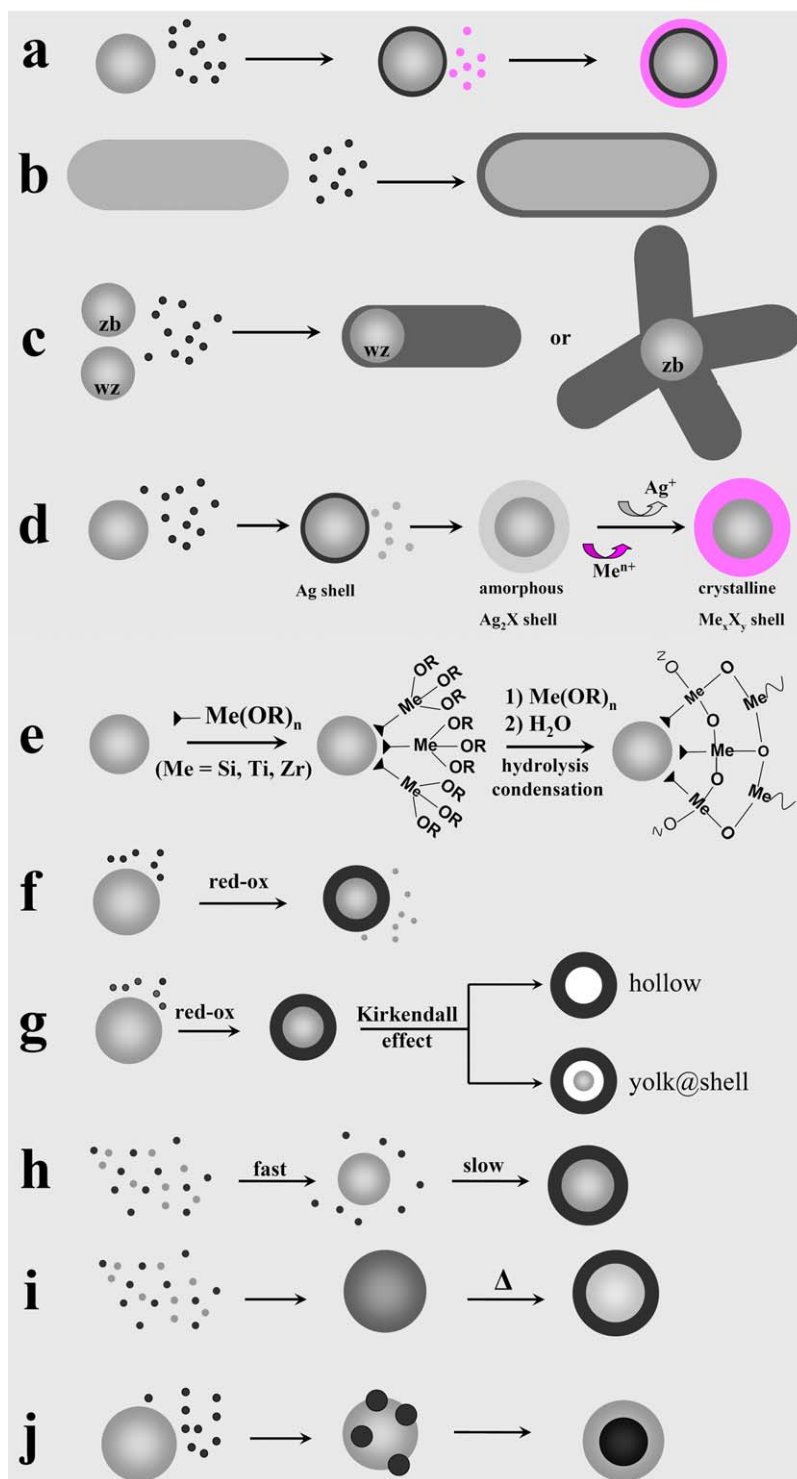 a
b
c
zb
wz
wz
or
zb
d
Ag shell
amorphous
Ag₂X shell
Ag⁺
Meⁿ⁺
crystalline
MeₓXᵧ shell
e
Me(OR)ₙ
(Me = Si, Ti, Zr)
OR
OR
Me
OR
OR
Me
OR
OR
Me
OR
OR
OR
1) Me(OR)ₙ
2) H₂O
hydrolysis
condensation
Z
O
O
Me
Me
O
Me
O
O
Me
Me
Z
O
O
f
red-ox
g
red-ox
Kirkendall
effect
hollow
yolk@shell
h
fast
slow
i
Δ
j